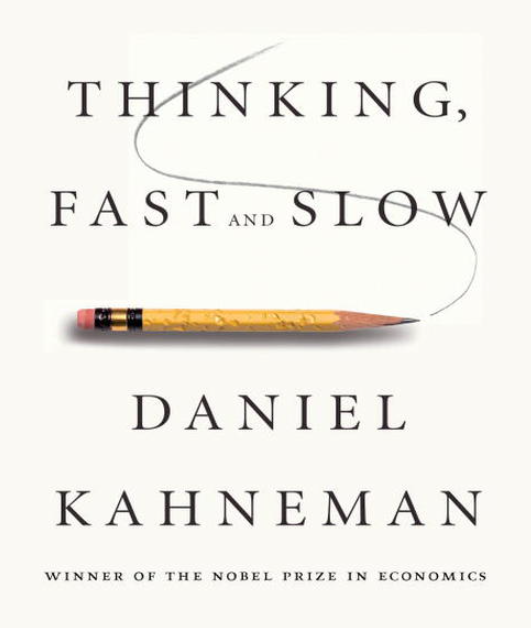 THINKING,
FAST AND SLOW
DANIEL
KAHNEMAN
WINNER OF THE NOBEL PRIZE IN ECONOMICS